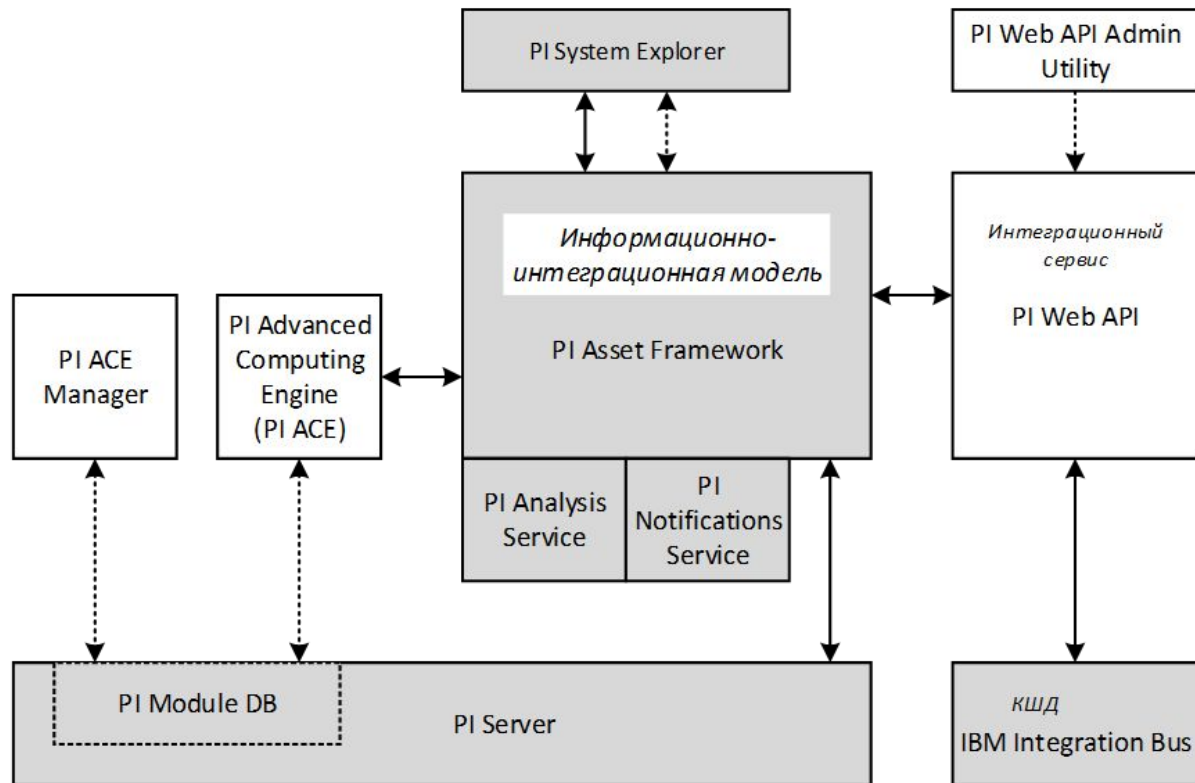 PI System Explorer
PI Web API Admin
Utility
Информационно-
интеграционная модель
PI Asset Framework
Интеграционный
сервис
PI Web API
PI ACE
Manager
PI Advanced
Computing
Engine
(PI ACE)
PI Analysis
Service
PI
Notifications
Service
PI Module DB
PI Server
КШД
IBM Integration Bus